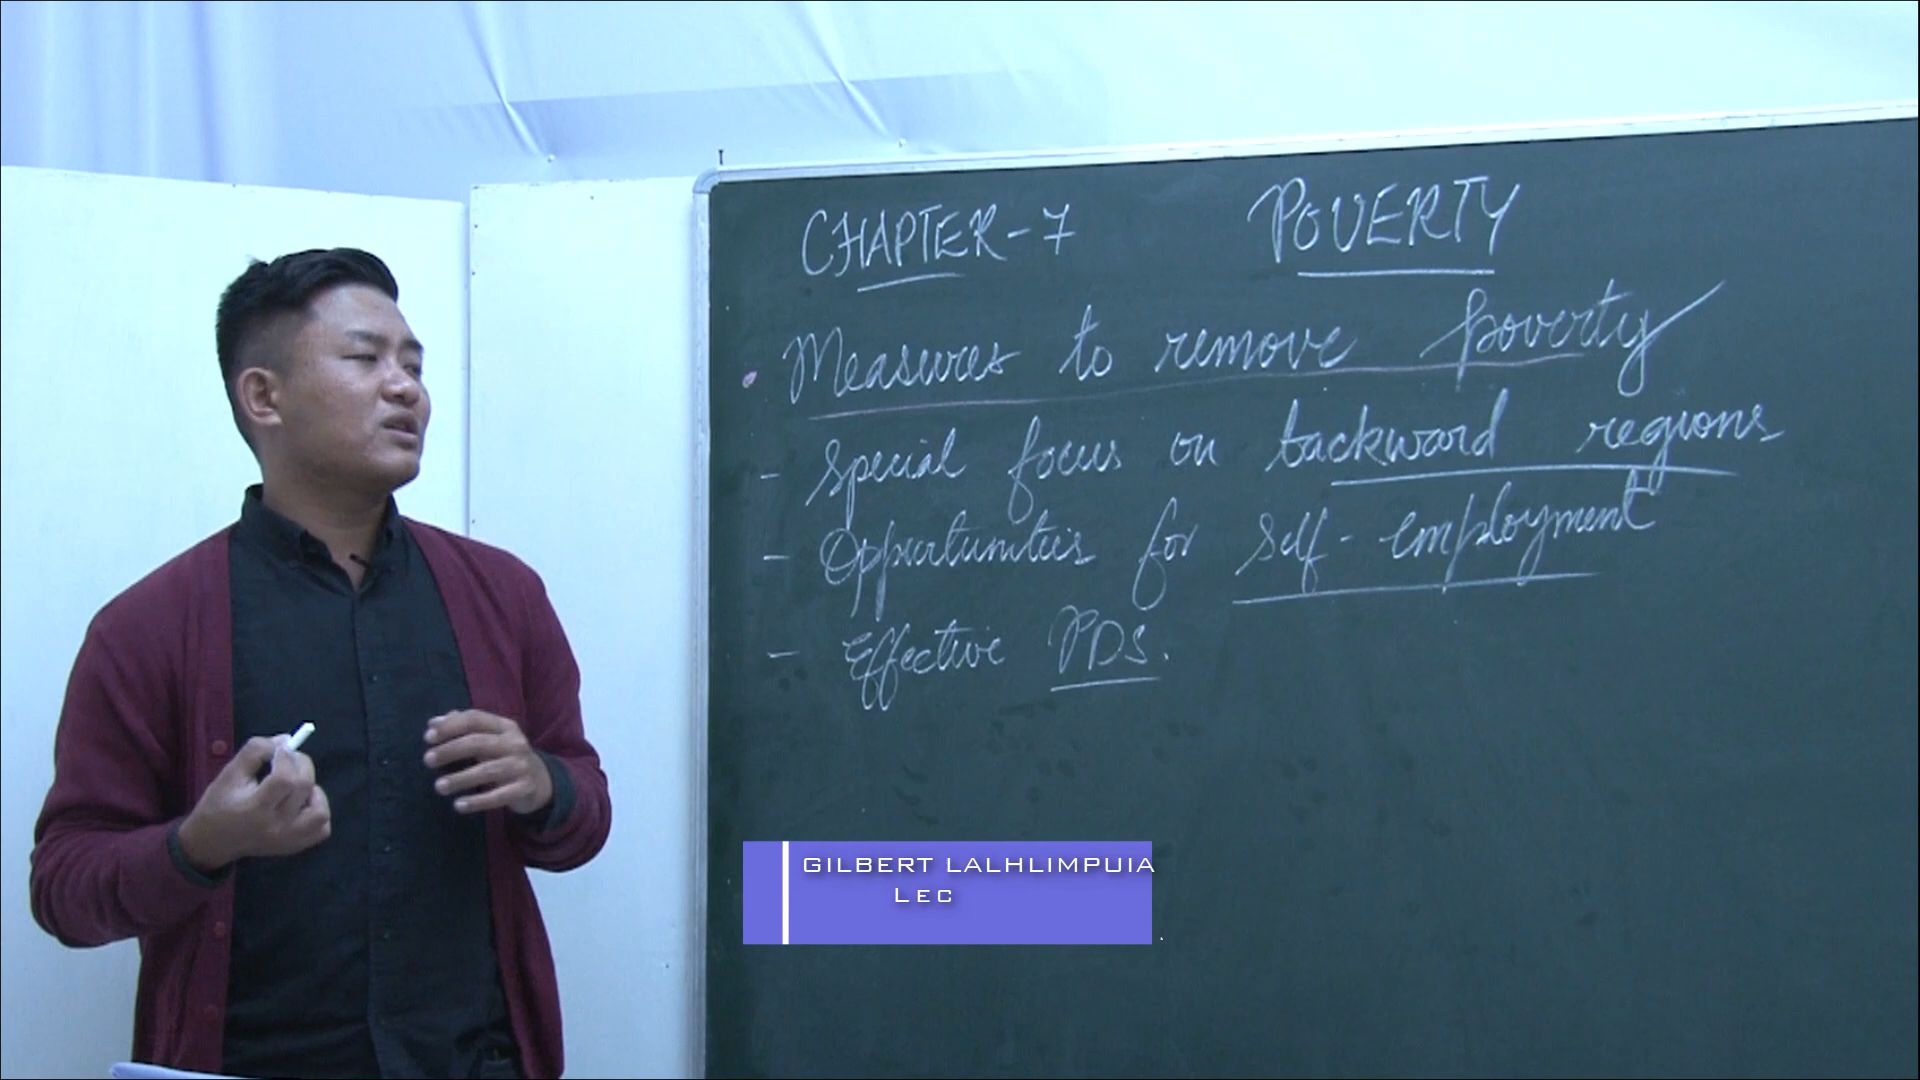 CHAPTER-7 POVERTY
• Measures to remove poverty
- Special focus on backward regions
- Opportunities for self-employment
- Effective PDS.
GILBERT LALHLIMPUIA
Lec